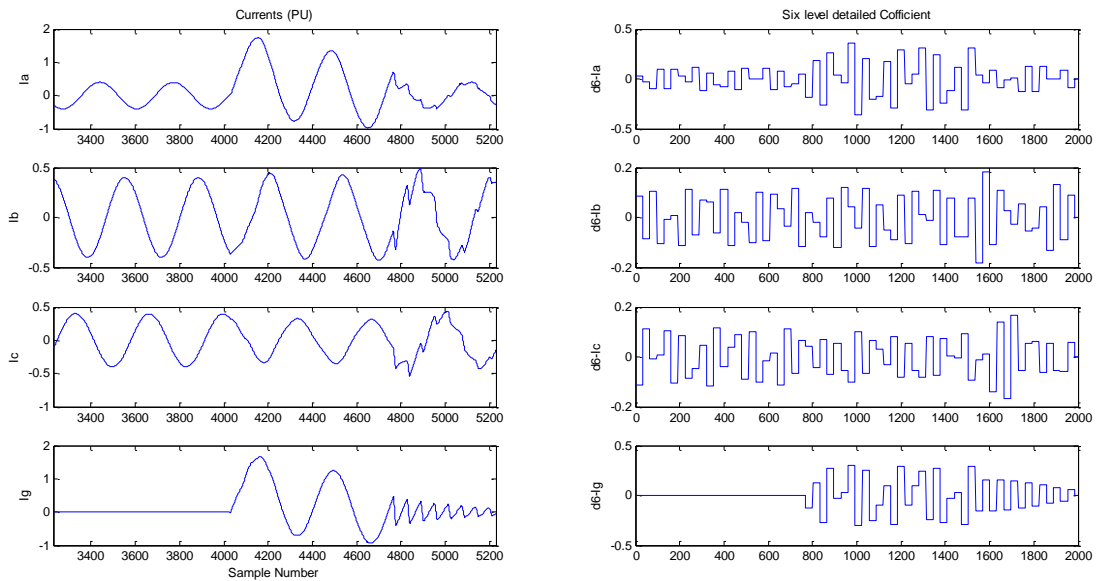 Currents (PU)
2
1
0
-1
Ia
3400 3600 3800 4000 4200 4400 4600 4800 5000 5200
0.5
0
-0.5
Ib
3400 3600 3800 4000 4200 4400 4600 4800 5000 5200
0.5
0
-0.5
-1
Ic
3400 3600 3800 4000 4200 4400 4600 4800 5000 5200
2
1
0
-1
Ig
3400 3600 3800 4000 4200 4400 4600 4800 5000 5200
Sample Number
Six level detailed Cofficient
0.5
0
-0.5
d6-Ia
0 200 400 600 800 1000 1200 1400 1600 1800 2000
0.2
0
-0.2
d6-Ib
0 200 400 600 800 1000 1200 1400 1600 1800 2000
0.2
0
-0.2
d6-Ic
0 200 400 600 800 1000 1200 1400 1600 1800 2000
0.5
0
-0.5
d6-Ig
0 200 400 600 800 1000 1200 1400 1600 1800 2000